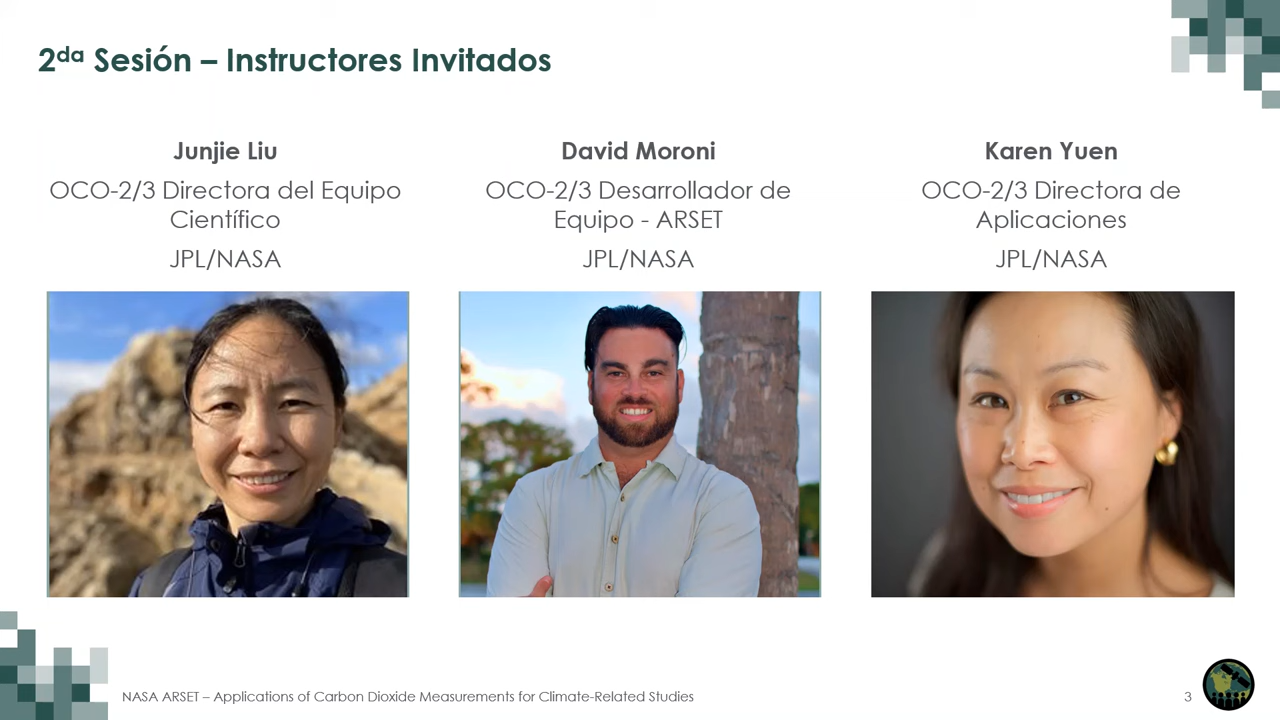 2da Sesión – Instructores Invitados
Junjie Liu
OCO-2/3 Directora del Equipo
Científico
JPL/NASA
David Moroni
OCO-2/3 Desarrollador de
Equipo - ARSET
JPL/NASA
Karen Yuen
OCO-2/3 Directora de
Aplicaciones
JPL/NASA
NASA ARSET – Applications of Carbon Dioxide Measurements for Climate-Related Studies
3